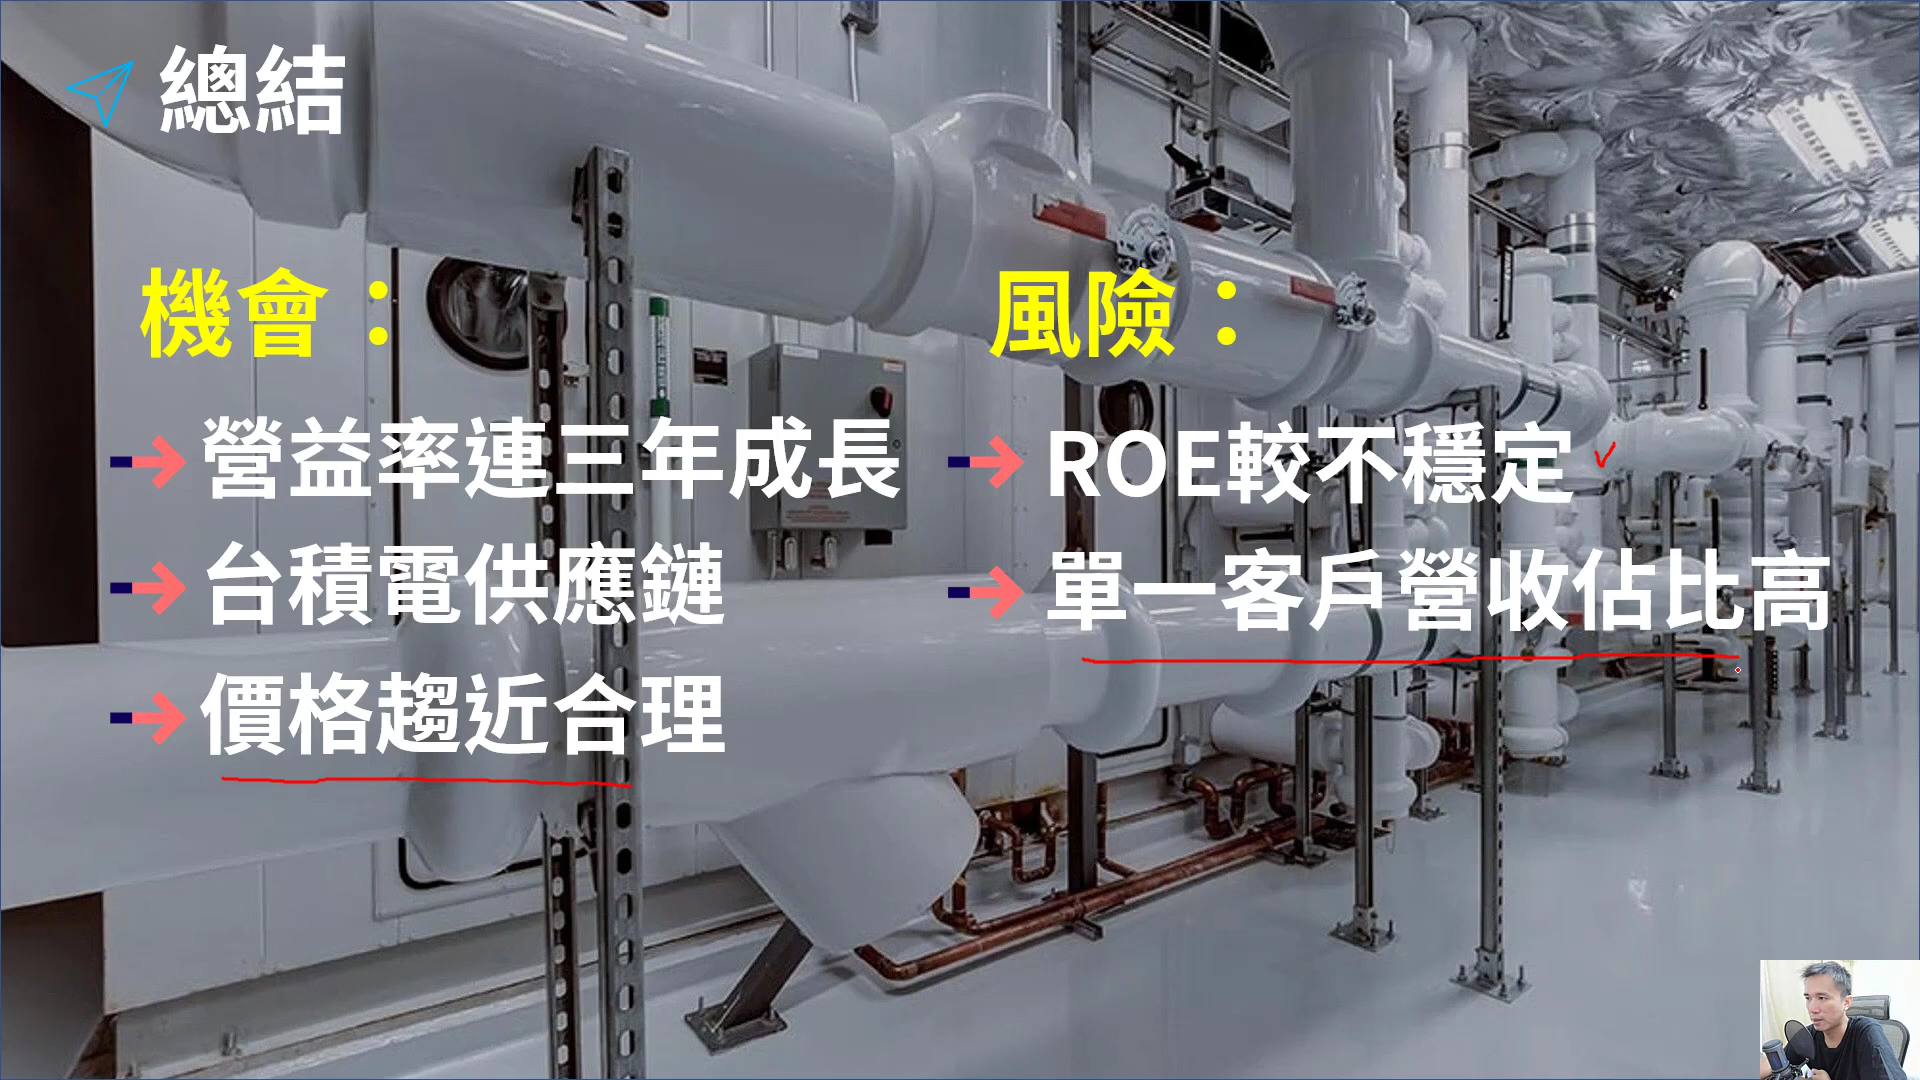 總結
機會：
營益率連三年成長
台積電供應鏈
價格趨近合理
風險：
ROE較不穩定
單一客戶營收佔比高